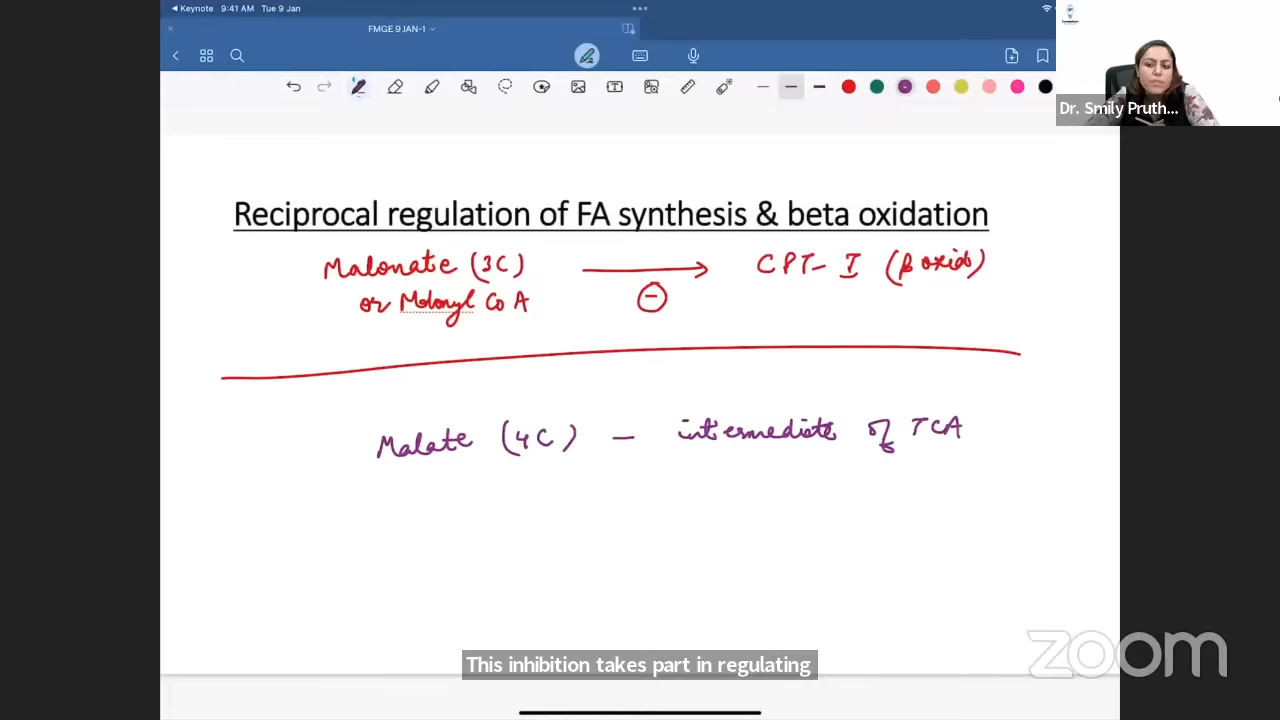 Keynote 9:41 AM Tue 9 Jan
FMGE 9 JAN-1
Dr. Smily Pruth...
Reciprocal regulation of FA synthesis & beta oxidation
Malonate (3C) → CPT- I (β oxid)
or Malonyl CoA ⊖
Malate (4C) – intermediate of TCA
This inhibition takes part in regulating
zoom